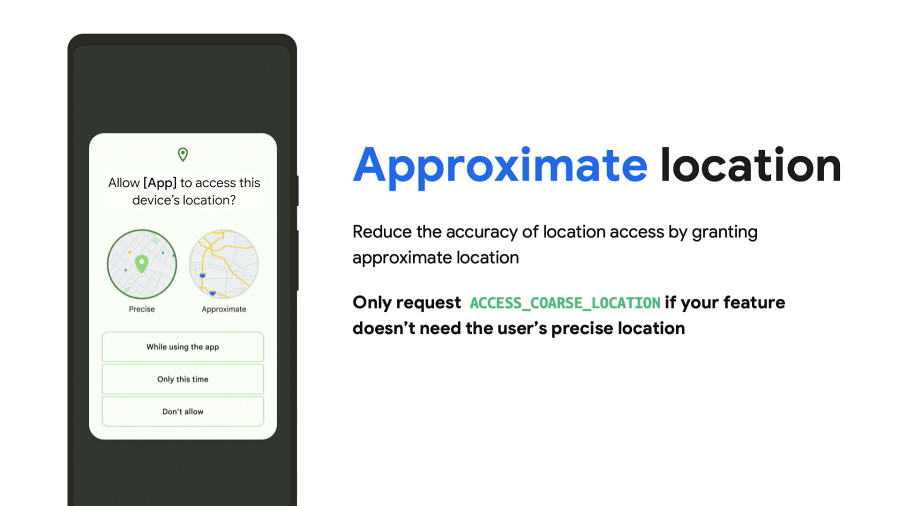 Allow [App] to access this
device's location?
Precise
Approximate
While using the app
Only this time
Don't allow
Approximate location
Reduce the accuracy of location access by granting
approximate location
Only request ACCESS_COARSE_LOCATION if your feature
doesn't need the user's precise location